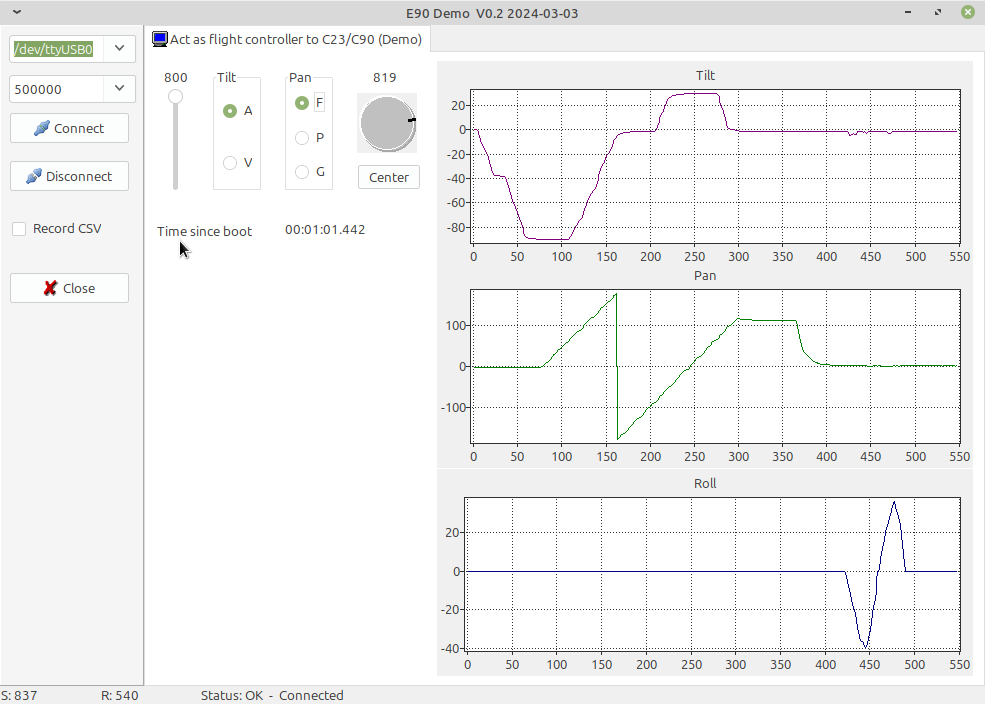 E90 Demo  V0.2 2024-03-03
/dev/ttyUSB0
500000
Connect
Disconnect
Record CSV
Close
Act as flight controller to C23/C90 (Demo)
800
Tilt
A
V
Pan
F
P
G
819
Center
Time since boot
00:01:01.442
Tilt
20
0
-20
-40
-60
-80
0 50 100 150 200 250 300 350 400 450 500 550
Pan
100
0
-100
0 50 100 150 200 250 300 350 400 450 500 550
Roll
20
0
-20
-40
0 50 100 150 200 250 300 350 400 450 500 550
S: 837 R: 540 Status: OK - Connected